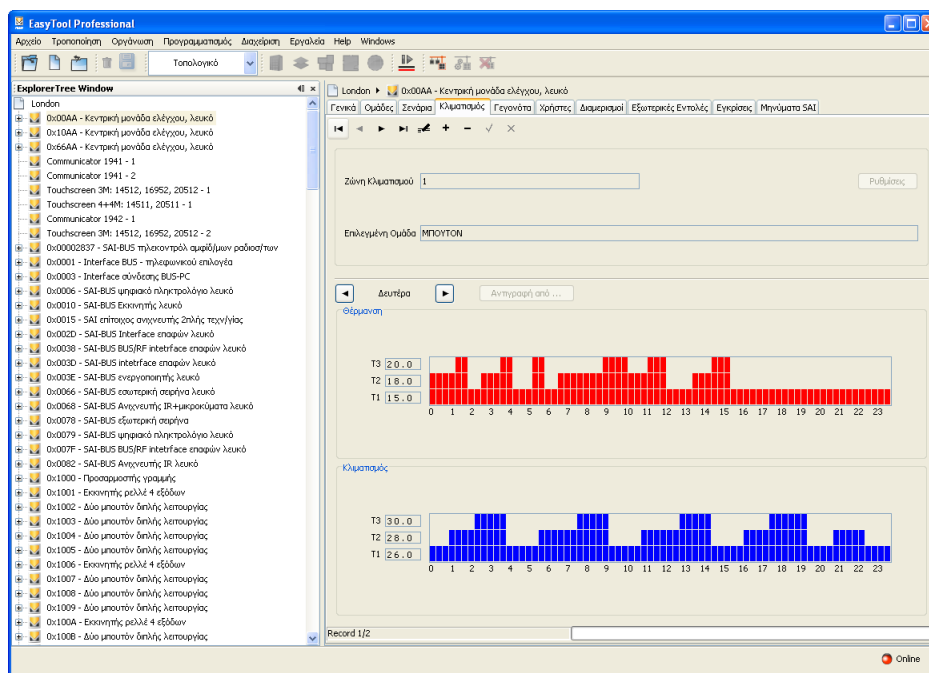 EasyTool Professional
Αρχείο Τροποποίηση Οργάνωση Προγραμματισμός Διαχείριση Εργαλεία Help Windows
Τοπολογικό
ExplorerTree Window
London
0x00AA - Κεντρική μονάδα ελέγχου, λευκό
0x10AA - Κεντρική μονάδα ελέγχου, λευκό
0x66AA - Κεντρική μονάδα ελέγχου, λευκό
Communicator 1941 - 1
Communicator 1941 - 2
Touchscreen 3M: 14512, 16952, 20512 - 1
Touchscreen 4+4M: 14511, 20511 - 1
Communicator 1942 - 1
Touchscreen 3M: 14512, 16952, 20512 - 2
0x00002837 - SAI-BUS τηλεκοντρόλ αμφίδ/μων ραδιοσ/των
0x0001 - Interface BUS - τηλεφωνικού επιλογέα
0x0003 - Interface σύνδεσης BUS-PC
0x0006 - SAI-BUS ψηφιακό πληκτρολόγιο λευκό
0x0010 - SAI-BUS Εκκινητής λευκό
0x0015 - SAI επίτοιχος ανιχνευτής 2πλής τεχν/γίας
0x002D - SAI-BUS Interface επαφών λευκό
0x0038 - SAI-BUS BUS/RF intetrface επαφών λευκό
0x003D - SAI-BUS intetrface επαφών λευκό
0x003E - SAI-BUS ενεργοποιητής λευκό
0x0066 - SAI-BUS εσωτερική σειρήνα λευκό
0x0068 - SAI-BUS Ανιχνευτής IR+μικροκύματα λευκό
0x0078 - SAI-BUS εξωτερική σειρήνα
0x0079 - SAI-BUS ψηφιακό πληκτρολόγιο λευκό
0x007F - SAI-BUS BUS/RF intetrface επαφών λευκό
0x0082 - SAI-BUS Ανιχνευτής IR λευκό
0x1000 - Προσαρμοστής γραμμής
0x1001 - Εκκινητής ρελλέ 4 εξόδων
0x1002 - Δύο μπουτόν διπλής λειτουργίας
0x1003 - Δύο μπουτόν διπλής λειτουργίας
0x1004 - Δύο μπουτόν διπλής λειτουργίας
0x1005 - Δύο μπουτόν διπλής λειτουργίας
0x1006 - Εκκινητής ρελλέ 4 εξόδων
0x1007 - Δύο μπουτόν διπλής λειτουργίας
0x1008 - Δύο μπουτόν διπλής λειτουργίας
0x1009 - Δύο μπουτόν διπλής λειτουργίας
0x100A - Εκκινητής ρελλέ 4 εξόδων
0x100B - Δύο μπουτόν διπλής λειτουργίας
London 0x00AA - Κεντρική μονάδα ελέγχου, λευκό
Γενικά Ομάδες Σενάρια Κλιματισμός Γεγονότα Χρήστες Διαμερισμοί Εξωτερικές Εντολές Εγκρίσεις Μηνύματα SAI
Ζώνη Κλιματισμού 1 Ρυθμίσεις
Επιλεγμένη Ομάδα ΜΠΟΥΤΟΝ
Δευτέρα Αντιγραφή από ...
Θέρμανση
T3 20.0
T2 18.0
T1 15.0
0 1 2 3 4 5 6 7 8 9 10 11 12 13 14 15 16 17 18 19 20 21 22 23
Κλιματισμός
T3 30.0
T2 28.0
T1 26.0
0 1 2 3 4 5 6 7 8 9 10 11 12 13 14 15 16 17 18 19 20 21 22 23
Record 1/2
Online